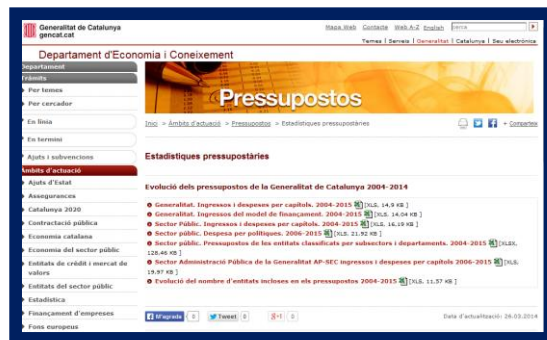 Generalitat de Catalunya
gencat.cat
Mapa Web Contacte Web A-Z English cerca
Temes | Serveis | Generalitat | Catalunya | Seu electrònica
Departament d'Economia i Coneixement
Departament
Tràmits
Per temes
Per cercador
En línia
En termini
Ajuts i subvencions
Àmbits d'actuació
Ajuts d'Estat
Assegurances
Catalunya 2020
Contractació pública
Economia catalana
Economia del sector públic
Entitats de crèdit i mercat de
valors
Entitats del sector públic
Estadística
Finançament d'empreses
Fons europeus
Pressupostos
Inici > Àmbits d'actuació > Pressupostos > Estadístiques pressupostàries
+ Comparteix
Estadístiques pressupostàries
Evolució dels pressupostos de la Generalitat de Catalunya 2004-2014
Generalitat. Ingressos i despeses per capítols. 2004-2015 [XLS, 14,9 KB ]
Generalitat. Ingressos del model de finançament. 2004-2015 [XLS, 14,04 KB ]
Sector Públic. Ingressos i despeses per capítols. 2004-2015 [XLS, 16,19 KB ]
Sector públic. Despesa per polítiques. 2006-2015 [XLS, 21,92 KB ]
Sector públic. Pressupostos de les entitats classificats per subsectors i departaments. 2004-2015 [XLSX,
128,46 KB ]
Sector Administració Pública de la Generalitat AP-SEC ingressos i despeses per capítols 2006-2015 [XLS,
19,97 KB ]
Evolució del nombre d'entitats incloses en els pressupostos 2004-2015 [XLS, 11,57 KB ]
M'agrada 0
Tweet 0
g+1 0
Data d'actualització: 26.03.2014